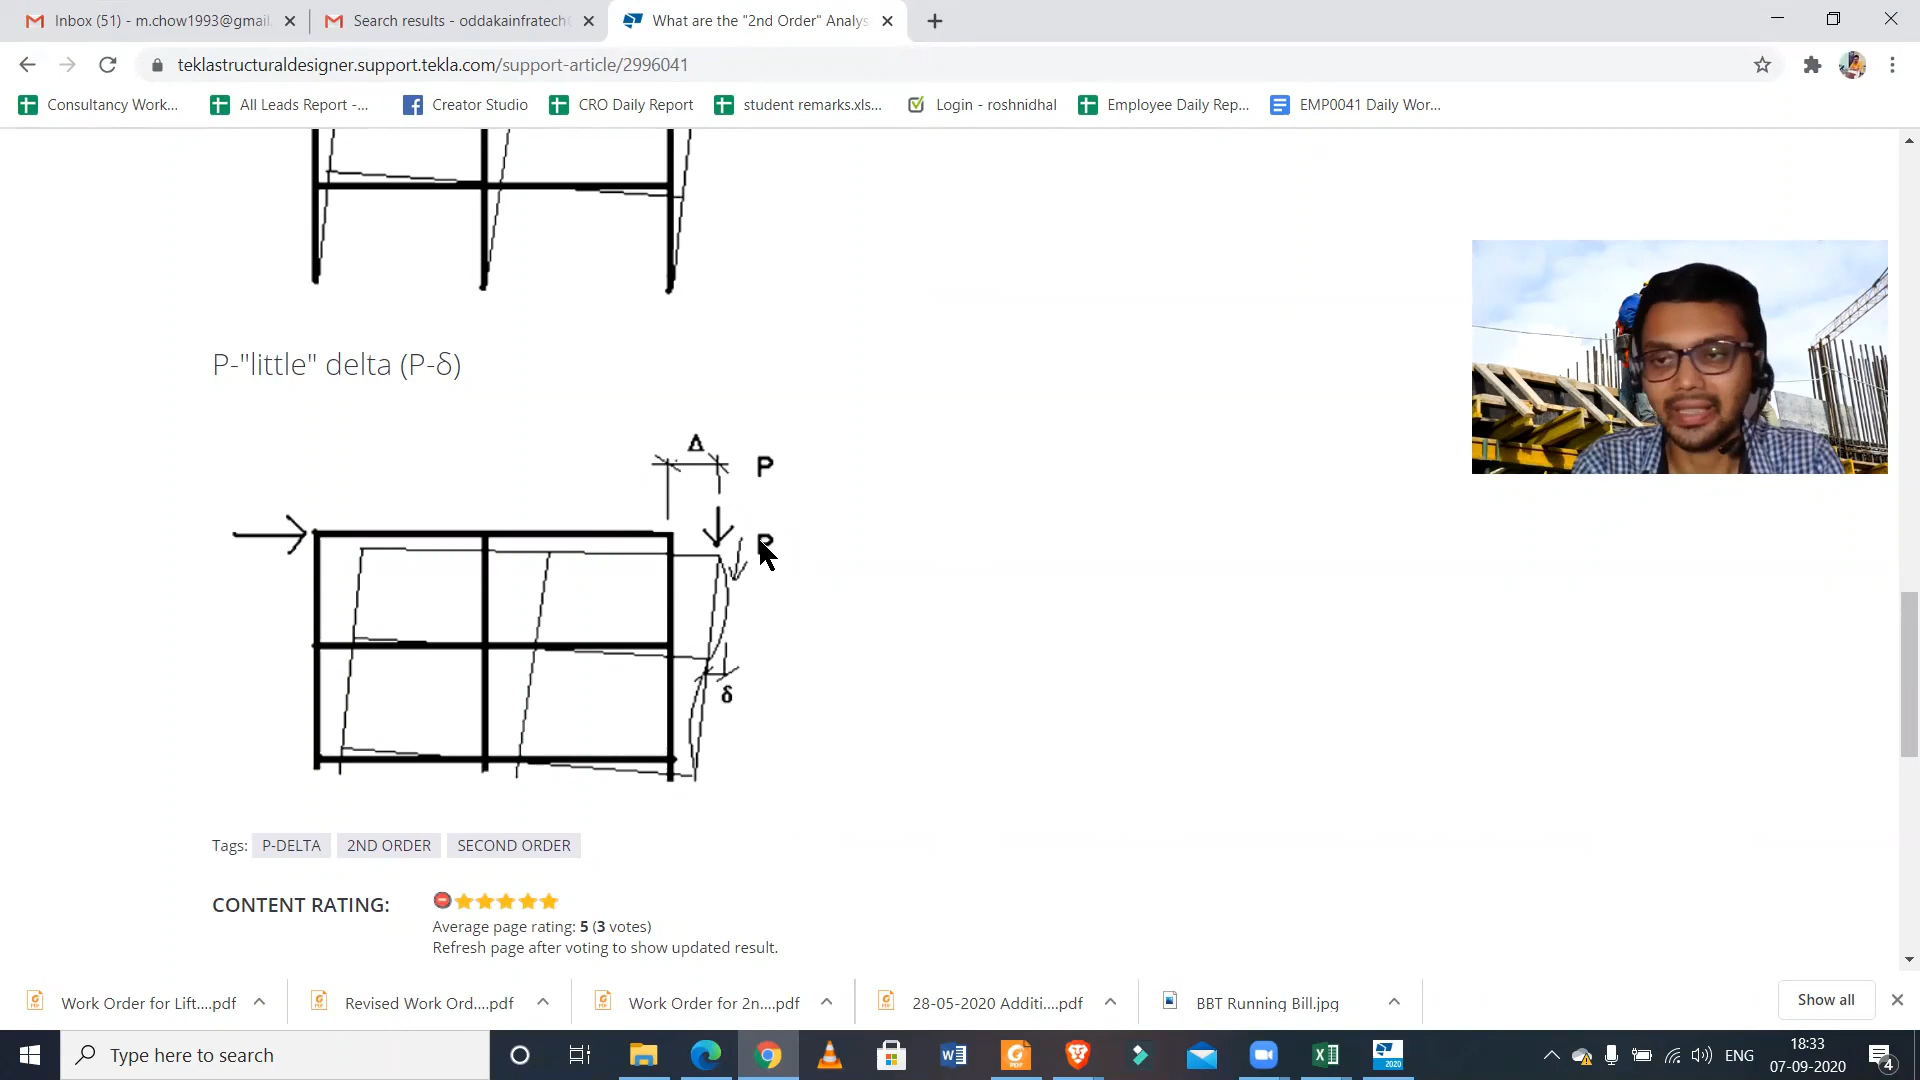 Inbox (51) - m.chow1993@gmail.
Search results - oddakainfratech
What are the "2nd Order" Analys
teklastructuraldesigner.support.tekla.com/support-article/2996041
Consultancy Work...
All Leads Report -...
Creator Studio
CRO Daily Report
student remarks.xls...
Login - roshnidhal
Employee Daily Rep...
EMP0041 Daily Wor...
P-"little" delta (P-δ)
Δ
P
P
δ
Tags: P-DELTA 2ND ORDER SECOND ORDER
CONTENT RATING:
Average page rating: 5 (3 votes)
Refresh page after voting to show updated result.
Work Order for Lift....pdf
Revised Work Ord....pdf
Work Order for 2n....pdf
28-05-2020 Additi....pdf
BBT Running Bill.jpg
Show all
Type here to search
2020
ENG
18:33
07-09-2020
4